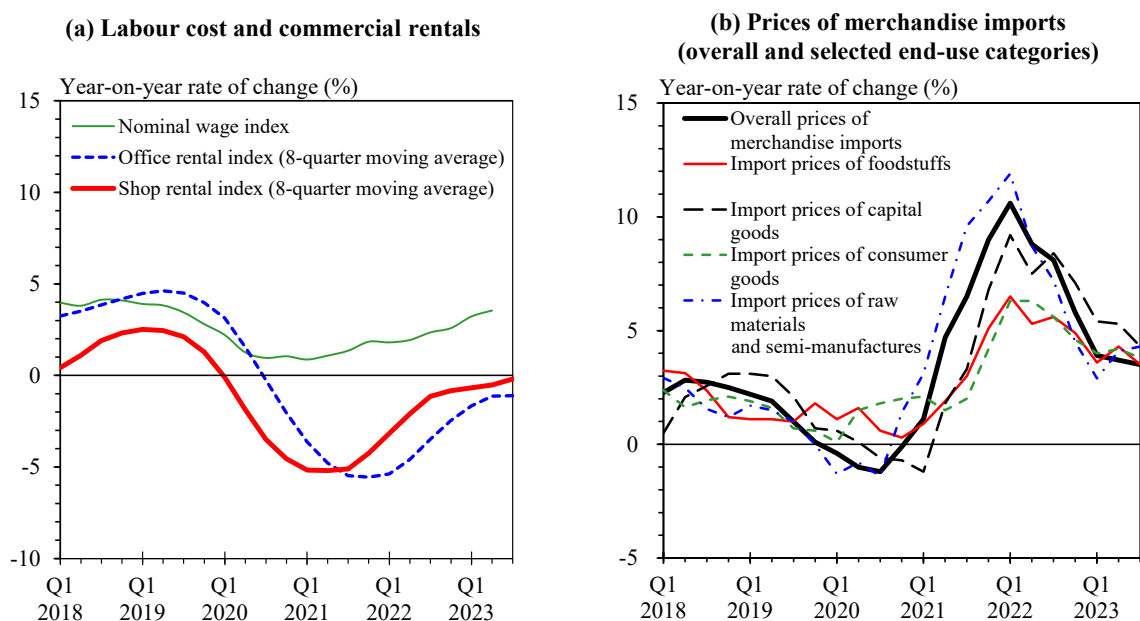 (a) Labour cost and commercial rentals
Year-on-year rate of change (%)
15
10
5
0
-5
-10
Nominal wage index
Office rental index (8-quarter moving average)
Shop rental index (8-quarter moving average)
Q1 Q1 Q1 Q1 Q1 Q1
2018 2019 2020 2021 2022 2023
(b) Prices of merchandise imports
(overall and selected end-use categories)
Year-on-year rate of change (%)
15
10
5
0
-5
Overall prices of
merchandise imports
Import prices of foodstuffs
Import prices of capital
goods
Import prices of consumer
goods
Import prices of raw
materials
and semi-manufactures
Q1 Q1 Q1 Q1 Q1 Q1
2018 2019 2020 2021 2022 2023